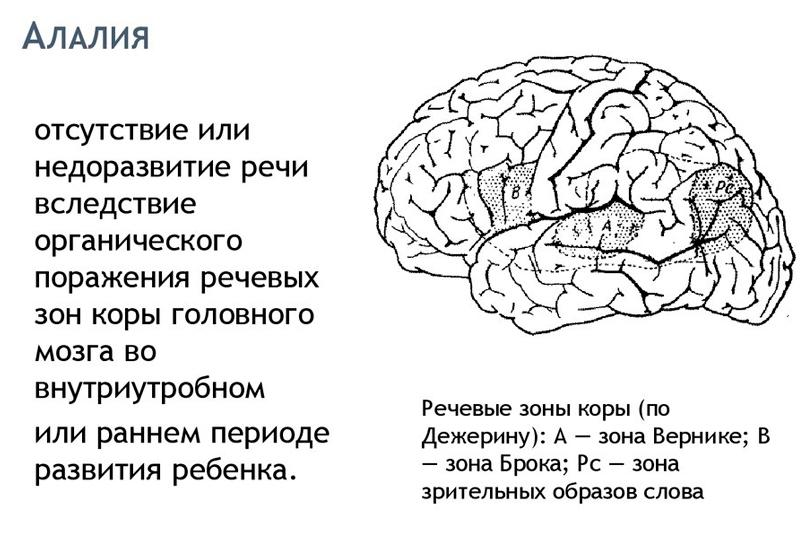 Алалия
отсутствие или
недоразвитие речи
вследствие
органического
поражения речевых
зон коры головного
мозга во
внутриутробном
или раннем периоде
развития ребенка.
В
А
Рс
Речевые зоны коры (по
Дежерину): А — зона Вернике; В
— зона Брока; Рс — зона
зрительных образов слова